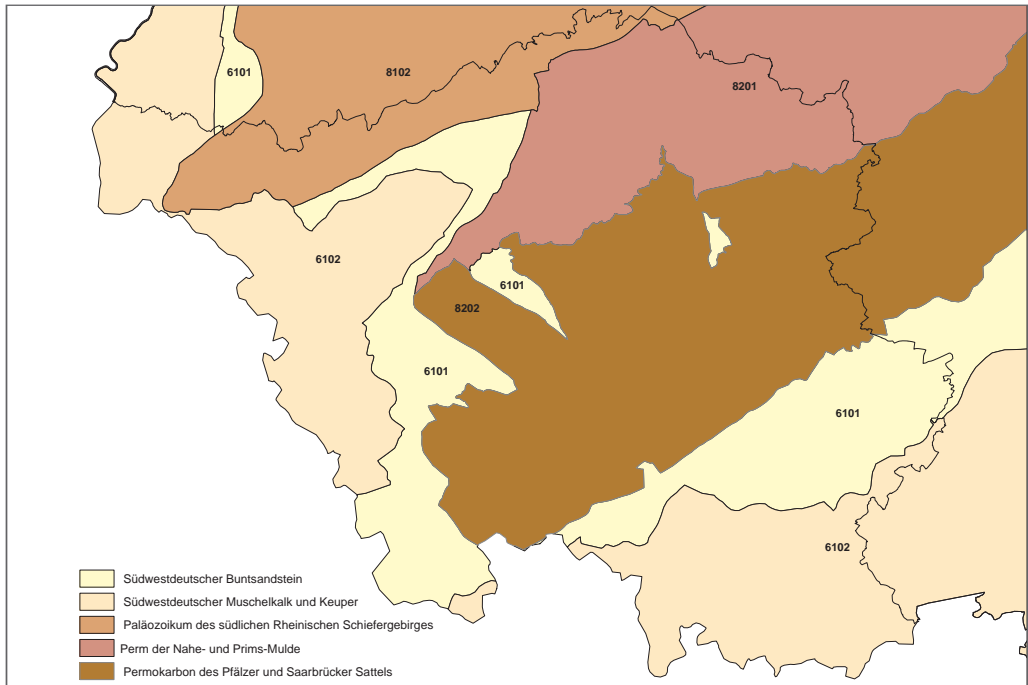 6101
8102
8201
6102
6101
8202
6101
6101
6102
Südwestdeutscher Buntsandstein
Südwestdeutscher Muschelkalk und Keuper
Paläozoikum des südlichen Rheinischen Schiefergebirges
Perm der Nahe- und Prims-Mulde
Permokarbon des Pfälzer und Saarbrücker Sattels